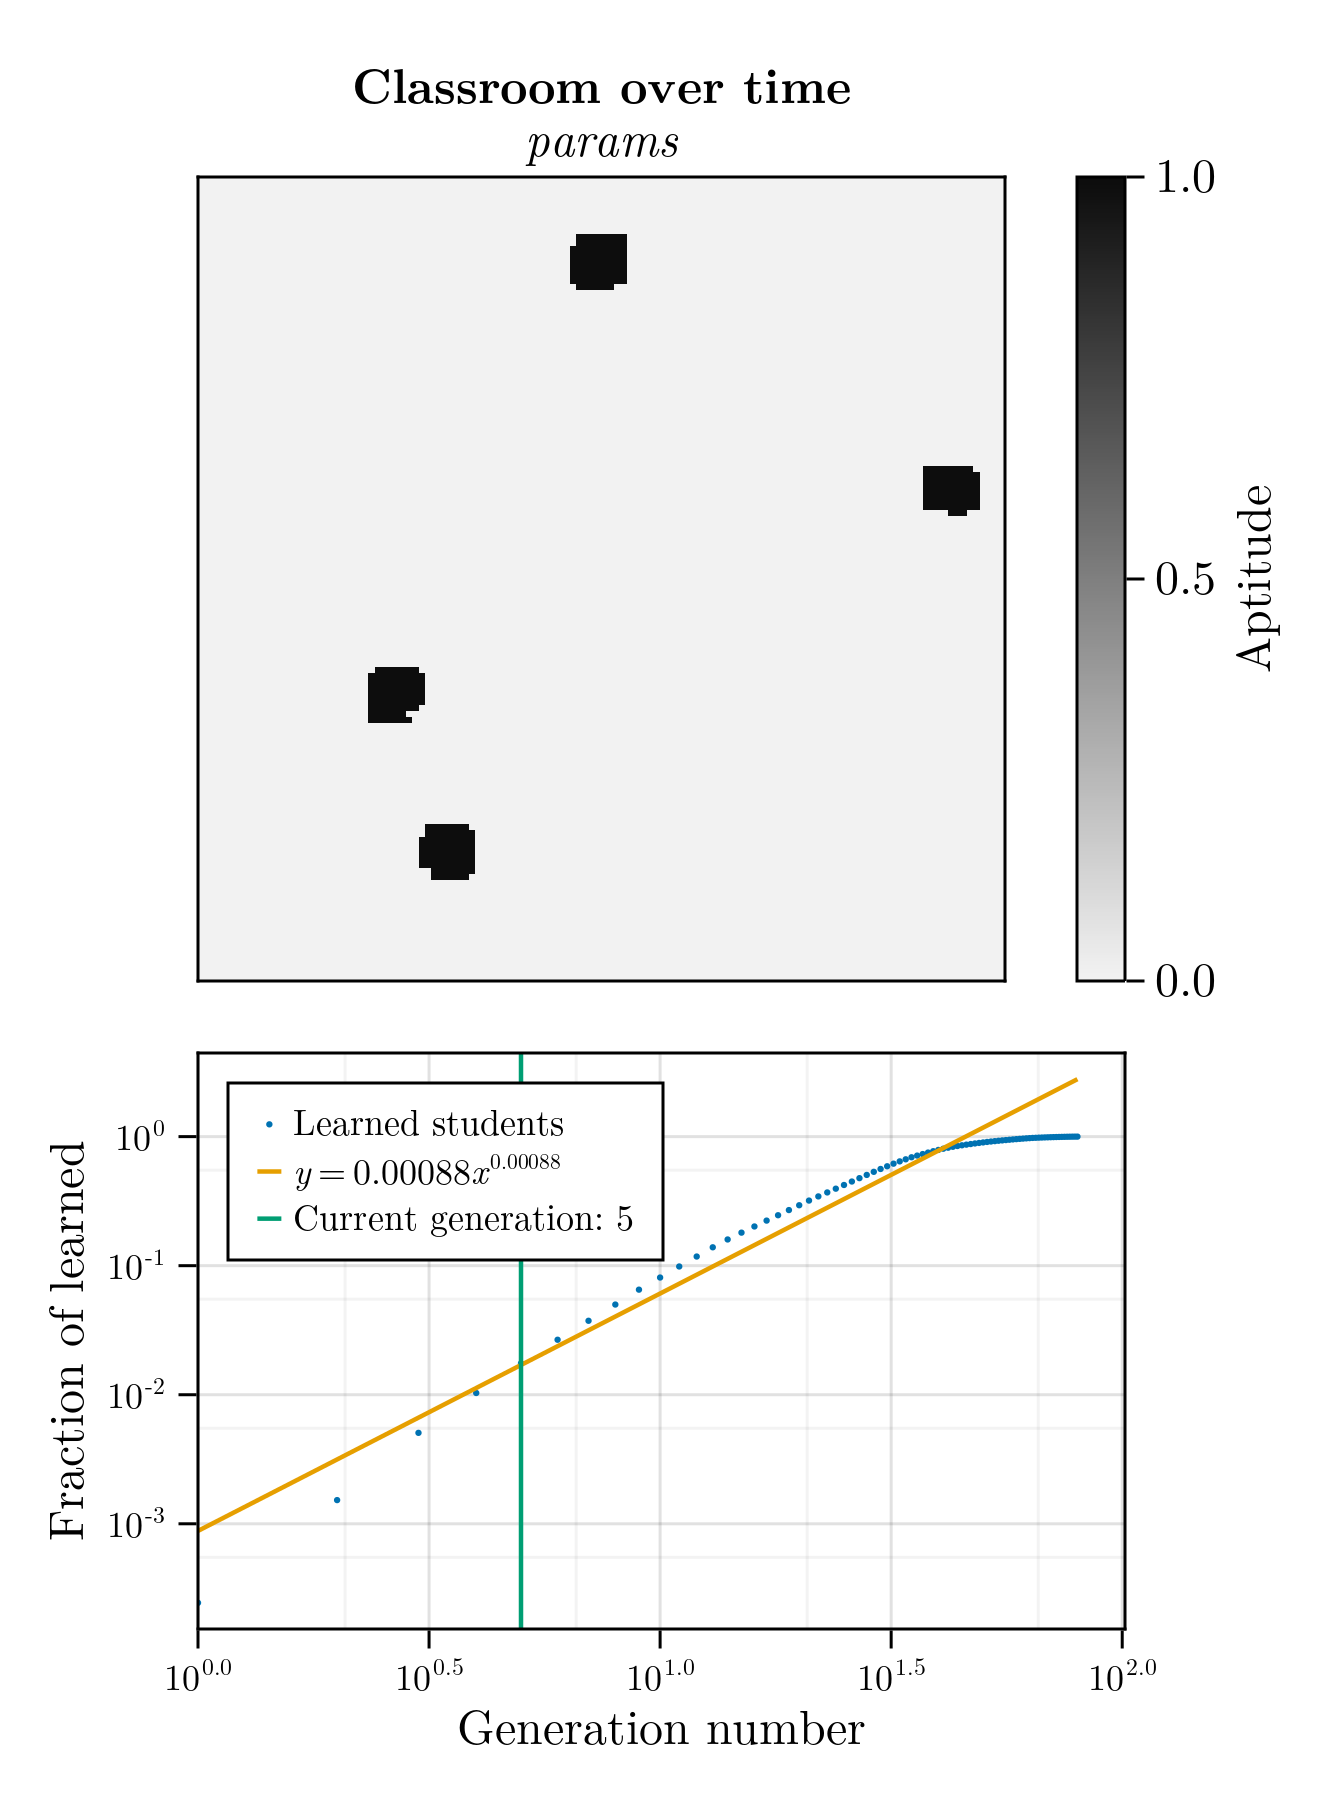 Classroom over time
params
1.0
0.5
0.0
Aptitude
Learned students
y = 0.00088x^0.00088
Current generation: 5
10^0
10^-1
10^-2
10^-3
Fraction of learned
10^0.0 10^0.5 10^1.0 10^1.5 10^2.0
Generation number